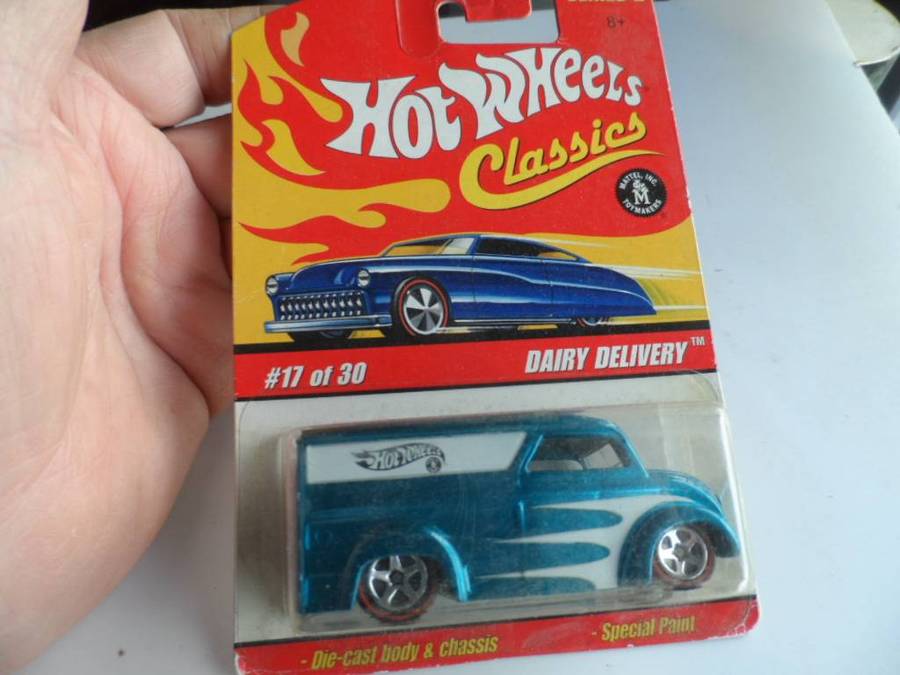 8+
HOT WHEELS
Classics
MATTEL, INC.
M
TOYMAKERS
#17 of 30
DAIRY DELIVERY™
HOT WHEELS
- Die-cast body & chassis
- Special Paint